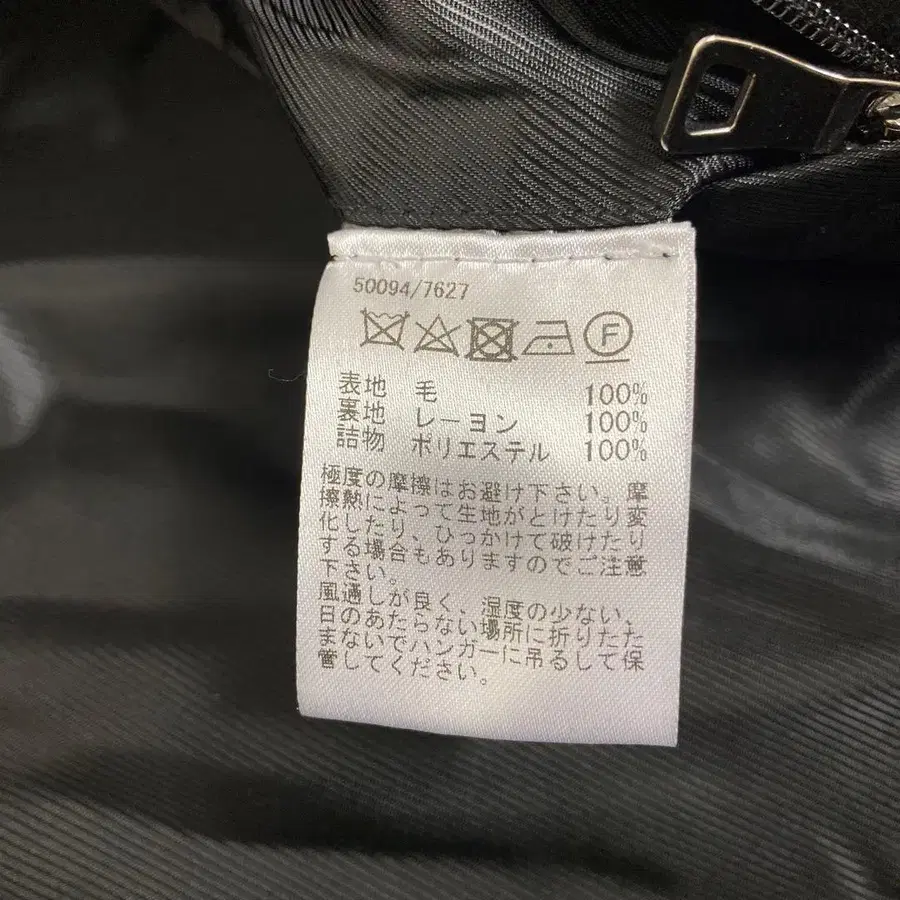 50094/7627
F
表地 毛 100%
裏地 レーヨン 100%
詰物 ポリエステル 100%
極度の摩擦はお避け下さい。摩
擦熱によって生地がとけたり変
化したり、ひっかけて破けたり
する場合もありますのでご注意
下さい。
風通しが良く、湿度の少ない、
日のあたらない場所に折りたた
まないでハンガーに吊るして保
管してください。